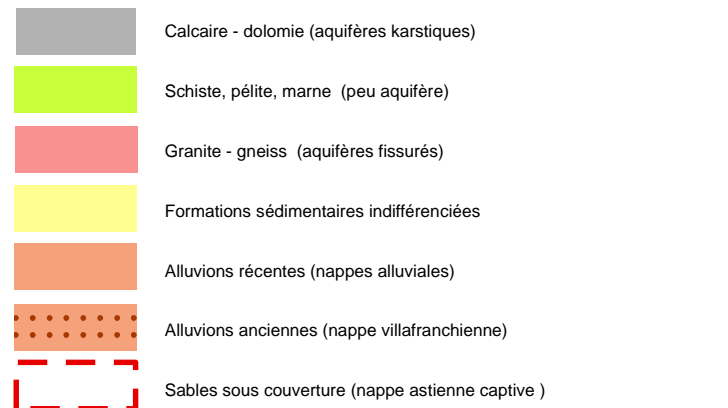 Calcaire - dolomie (aquifères karstiques)
Schiste, pélite, marne  (peu aquifère)
Granite - gneiss  (aquifères fissurés)
Formations sédimentaires indifférenciées
Alluvions récentes (nappes alluviales)
Alluvions anciennes (nappe villafranchienne)
Sables sous couverture (nappe astienne captive )